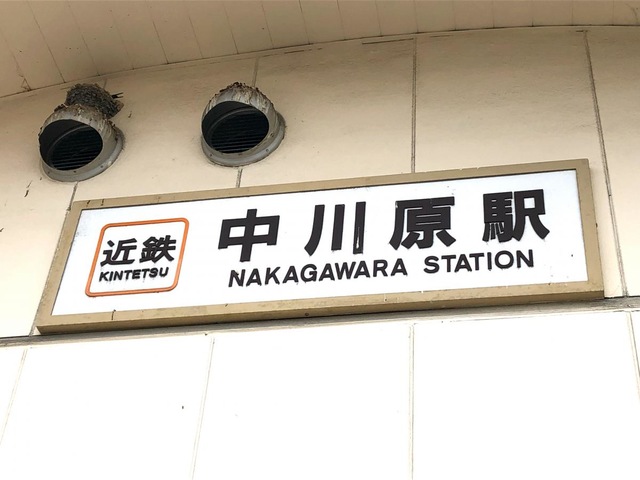 近鉄
KINTETSU
中川原駅
NAKAGAWARA STATION